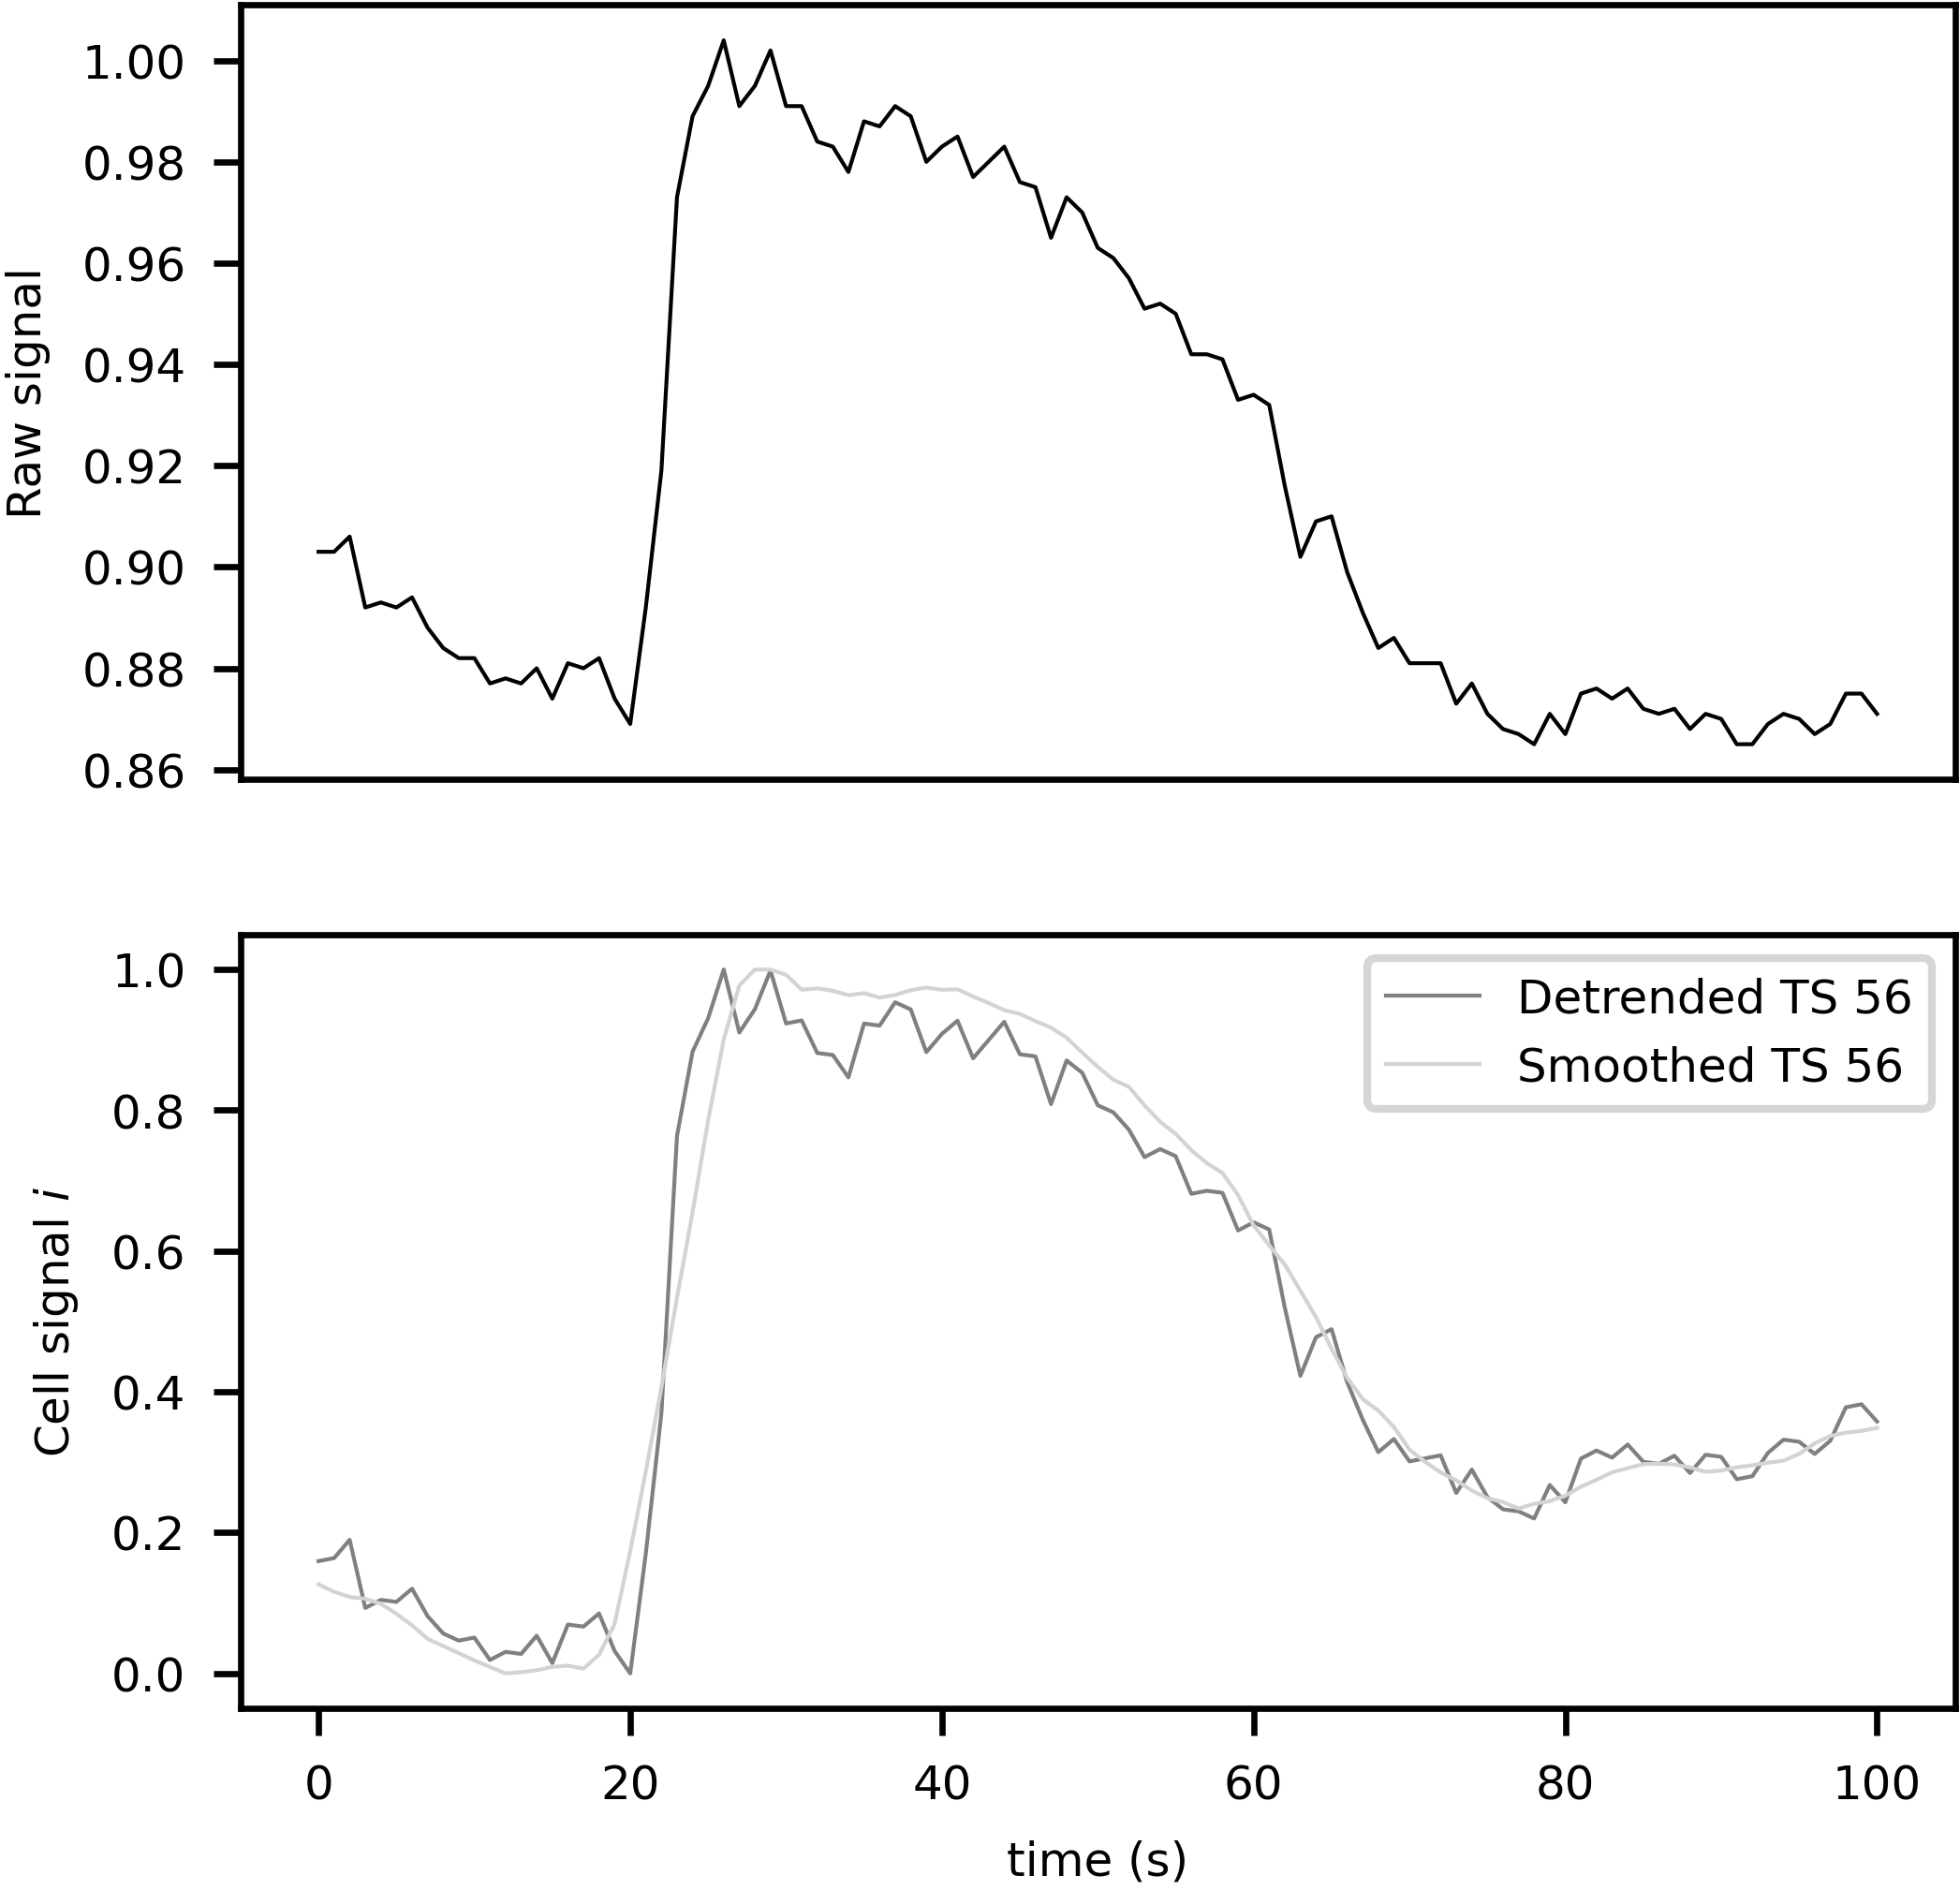 Raw signal
1.00
0.98
0.96
0.94
0.92
0.90
0.88
0.86
Cell signal i
1.0
0.8
0.6
0.4
0.2
0.0
Detrended TS 56
Smoothed TS 56
0 20 40 60 80 100
time (s)